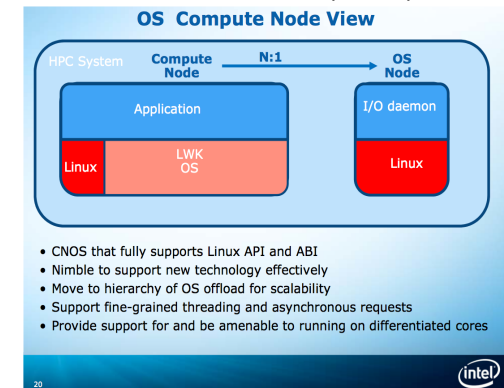 OS Compute Node View
HPC System
Compute
Node
N:1
OS
Node
Application
I/O daemon
Linux
LWK
OS
Linux
• CNOS that fully supports Linux API and ABI
• Nimble to support new technology effectively
• Move to hierarchy of OS offload for scalability
• Support fine-grained threading and asynchronous requests
• Provide support for and be amenable to running on differentiated cores
20
intel